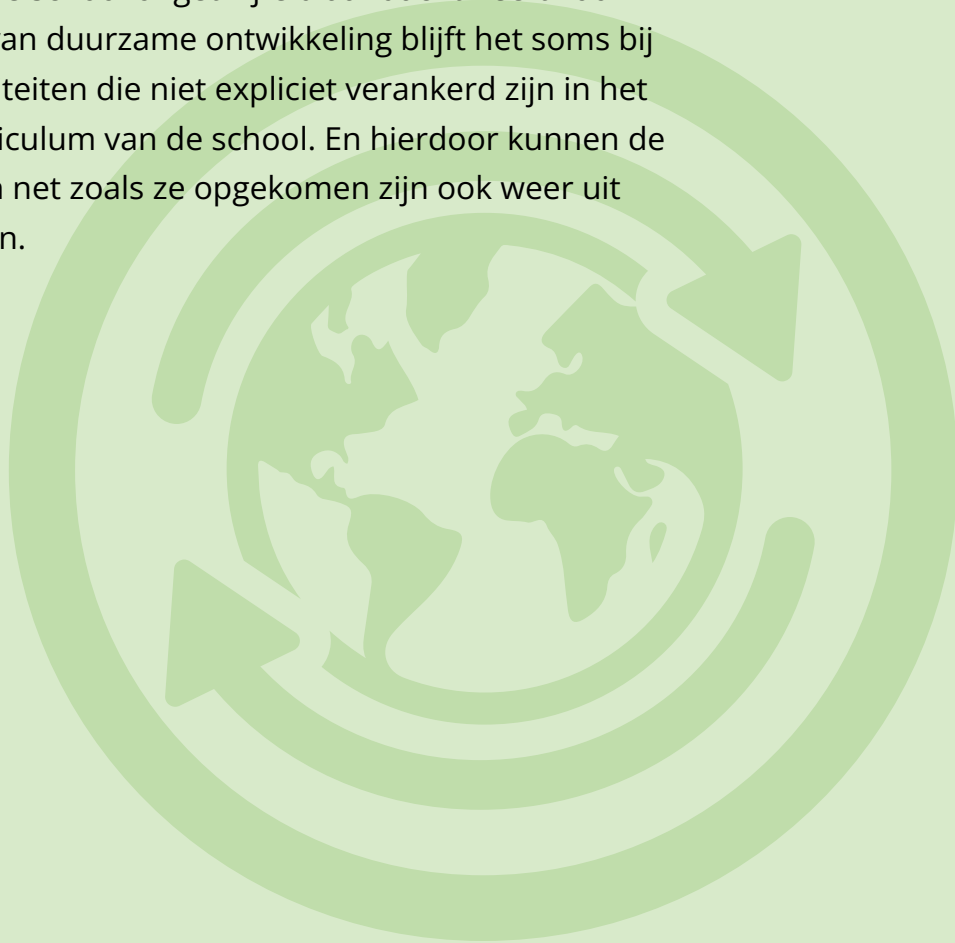 van duurzame ontwikkeling blijft het soms bij
teiten die niet expliciet verankerd zijn in het
iculum van de school. En hierdoor kunnen de
net zoals ze opgekomen zijn ook weer uit
n.